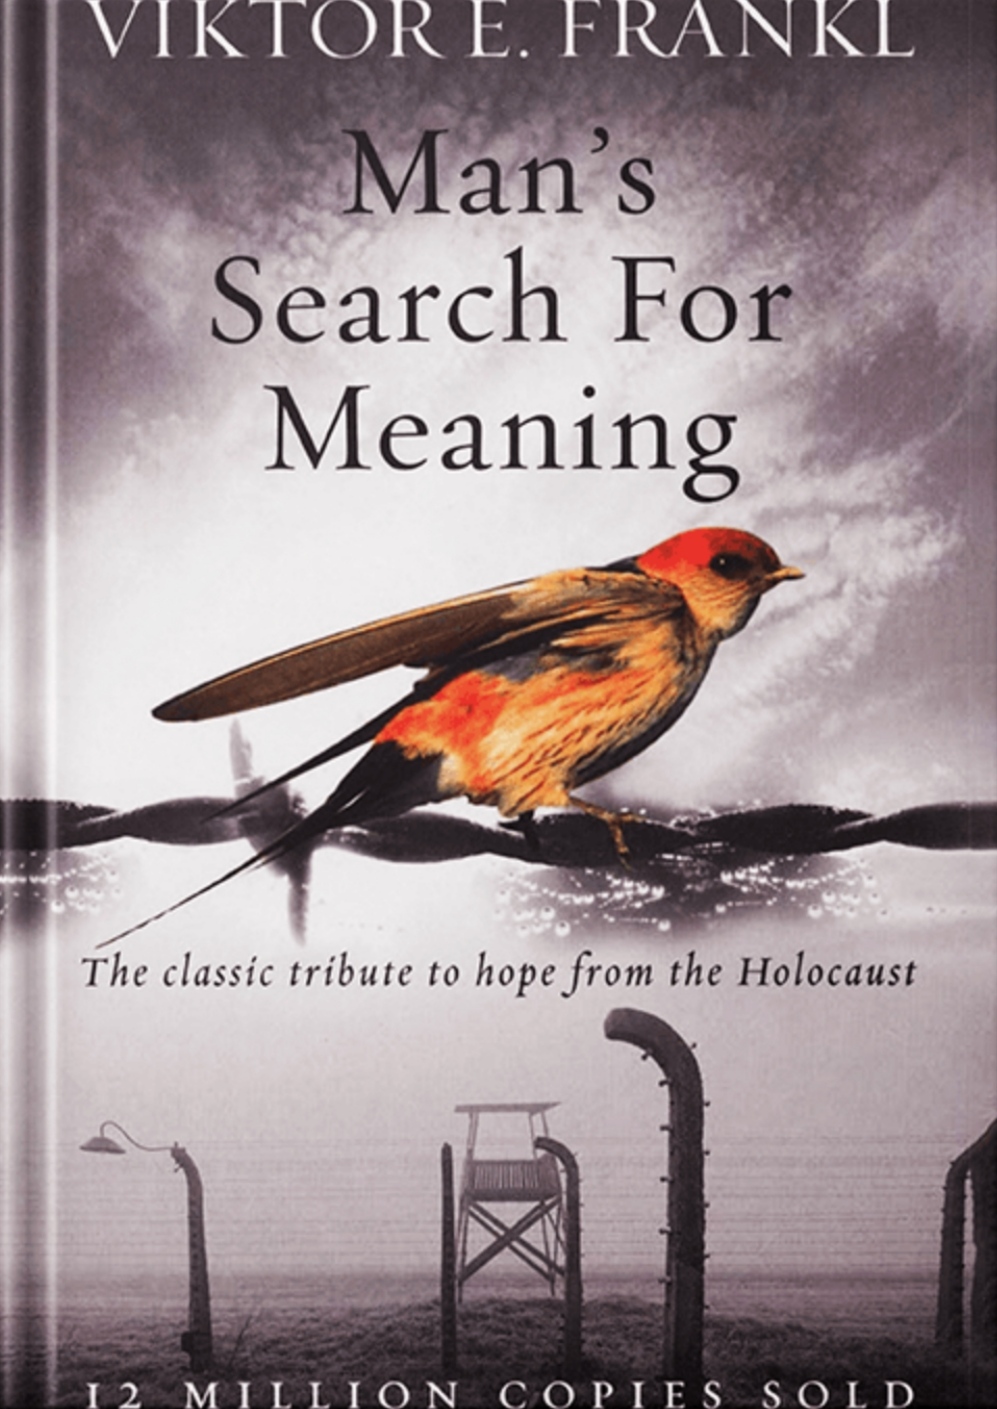 VIKTOR E. FRANKL
Man’s
Search For
Meaning
The classic tribute to hope from the Holocaust
12 MILLION COPIES SOLD